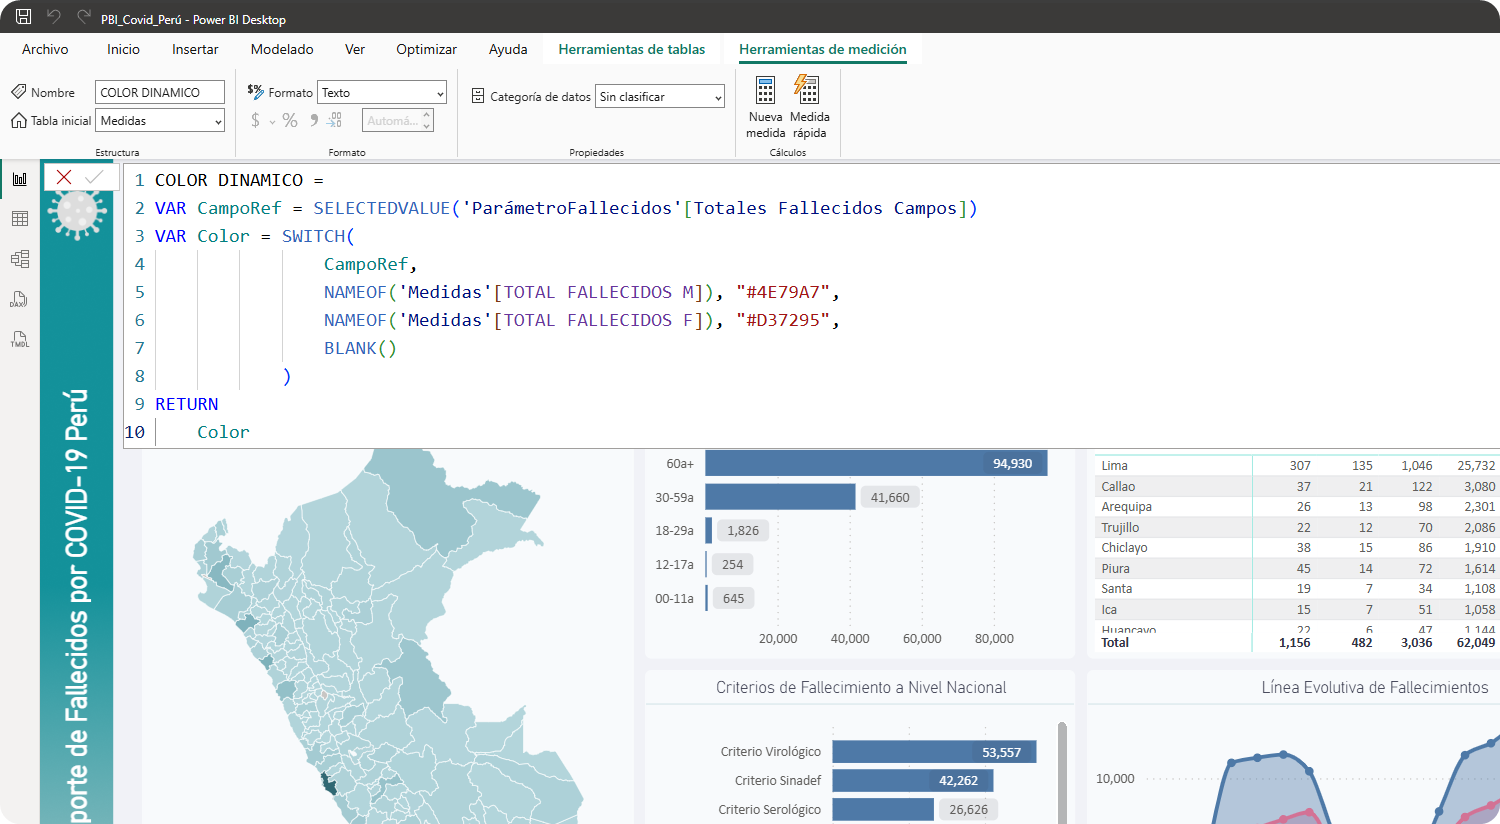 PBI_Covid_Perú - Power BI Desktop
Archivo Inicio Insertar Modelado Ver Optimizar Ayuda Herramientas de tablas Herramientas de medición
Nombre COLOR DINAMICO
Tabla inicial Medidas
Estructura
$% Formato Texto
$ % 9 .00 Automá...
Formato
Categoría de datos Sin clasificar
Propiedades
Nueva medida
Medida rápida
Cálculos
DAX
TMDL
1 COLOR DINAMICO =
2 VAR CampoRef = SELECTEDVALUE('ParámetroFallecidos'[Totales Fallecidos Campos])
3 VAR Color = SWITCH(
4 CampoRef,
5 NAMEOF('Medidas'[TOTAL FALLECIDOS M]), "#4E79A7",
6 NAMEOF('Medidas'[TOTAL FALLECIDOS F]), "#D37295",
7 BLANK()
8 )
9 RETURN
10 Color
porte de Fallecidos por COVID-19 Perú
60a+ 94,930
30-59a 41,660
18-29a 1,826
12-17a 254
00-11a 645
20,000 40,000 60,000 80,000
Lima 307 135 1,046 25,732
Callao 37 21 122 3,080
Arequipa 26 13 98 2,301
Trujillo 22 12 70 2,086
Chiclayo 38 15 86 1,910
Piura 45 14 72 1,614
Santa 19 7 34 1,108
Ica 15 7 51 1,058
Huancayo 22 6 47 1,144
Total 1,156 482 3,036 62,049
Criterios de Fallecimiento a Nivel Nacional
Criterio Virológico 53,557
Criterio Sinadef 42,262
Criterio Serológico 26,626
Línea Evolutiva de Fallecimientos
10,000